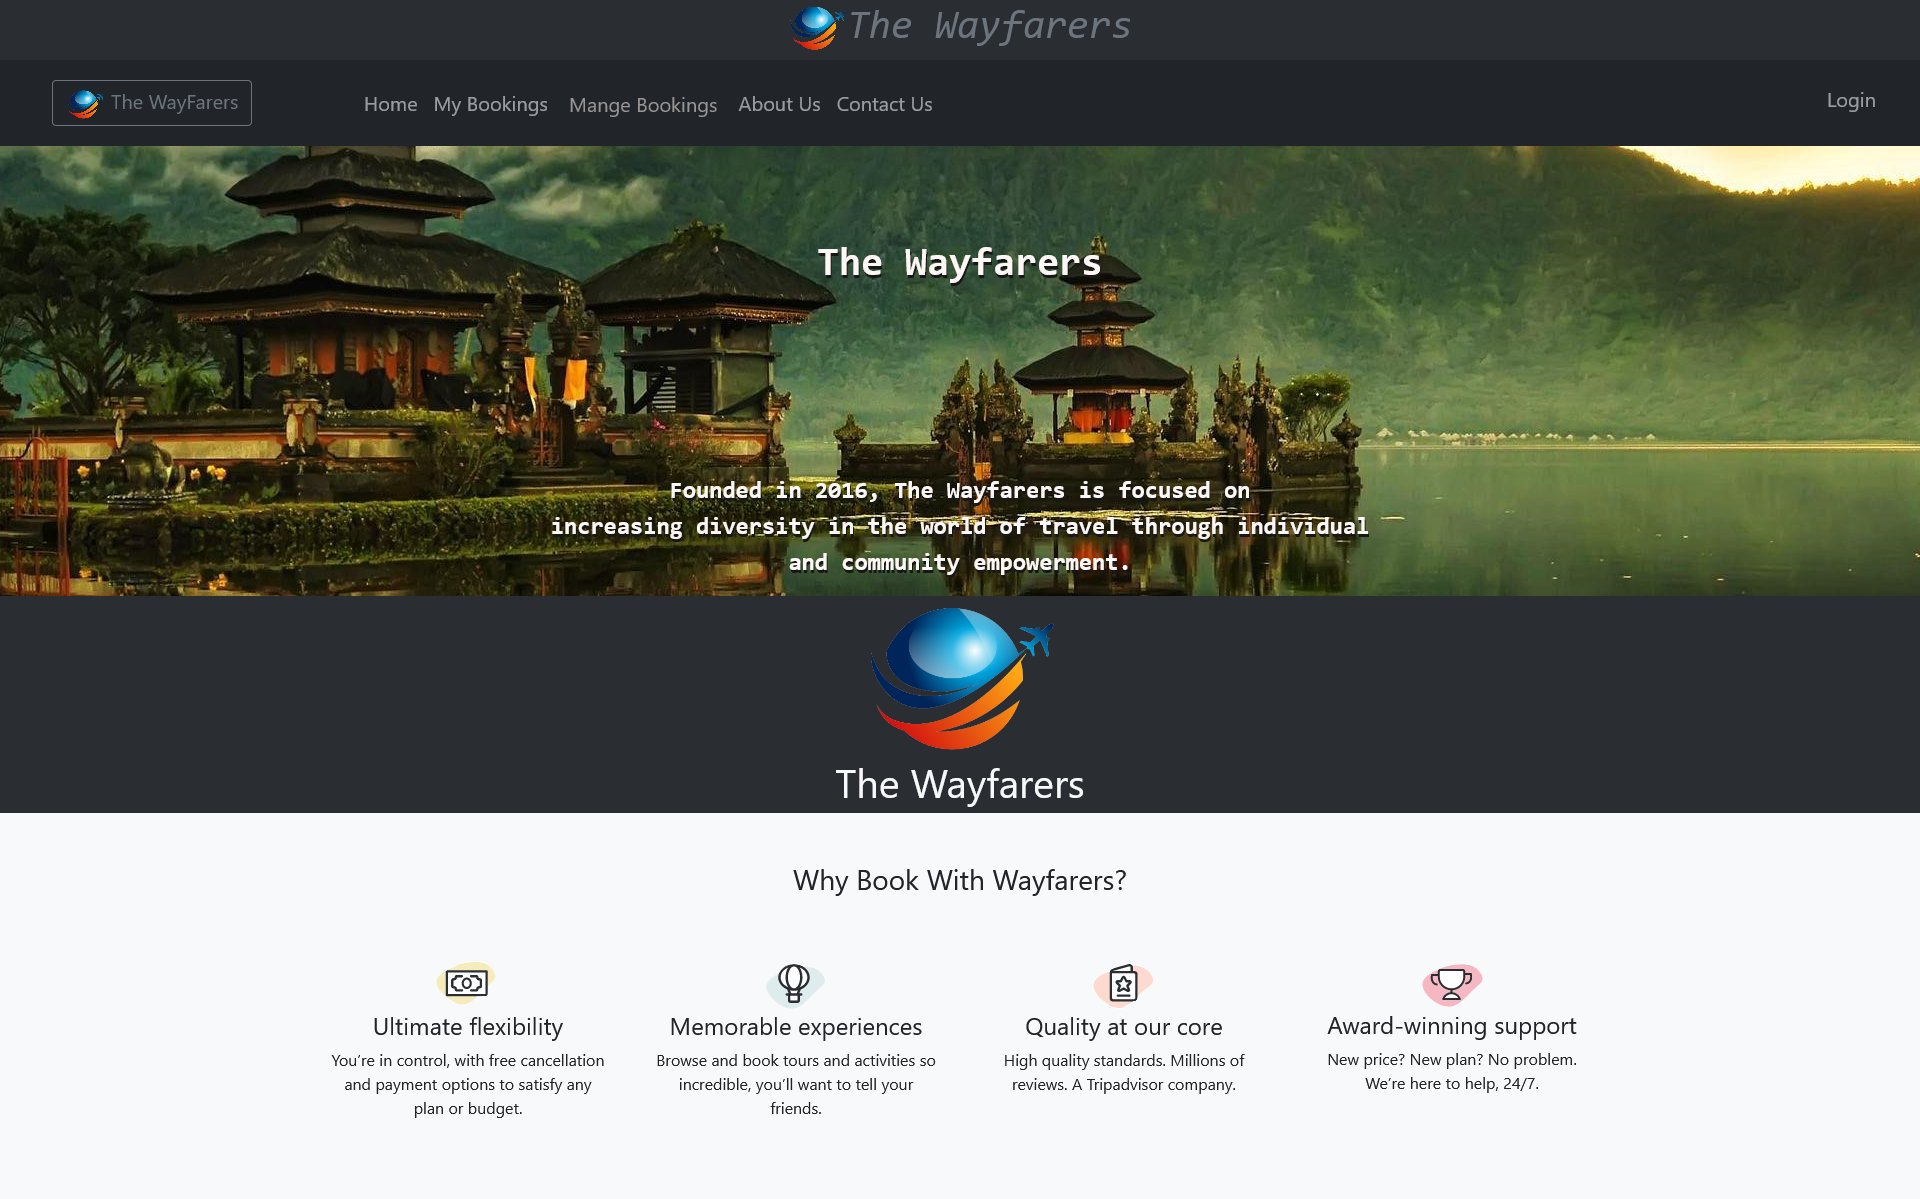 The Wayfarers
The WayFarers
Home
My Bookings
Mange Bookings
About Us
Contact Us
Login
The Wayfarers
Founded in 2016, The Wayfarers is focused on
increasing diversity in the world of travel through individual
and community empowerment.
The Wayfarers
Why Book With Wayfarers?
Ultimate flexibility
You’re in control, with free cancellation
and payment options to satisfy any
plan or budget.
Memorable experiences
Browse and book tours and activities so
incredible, you’ll want to tell your
friends.
Quality at our core
High quality standards. Millions of
reviews. A Tripadvisor company.
Award-winning support
New price? New plan? No problem.
We’re here to help, 24/7.